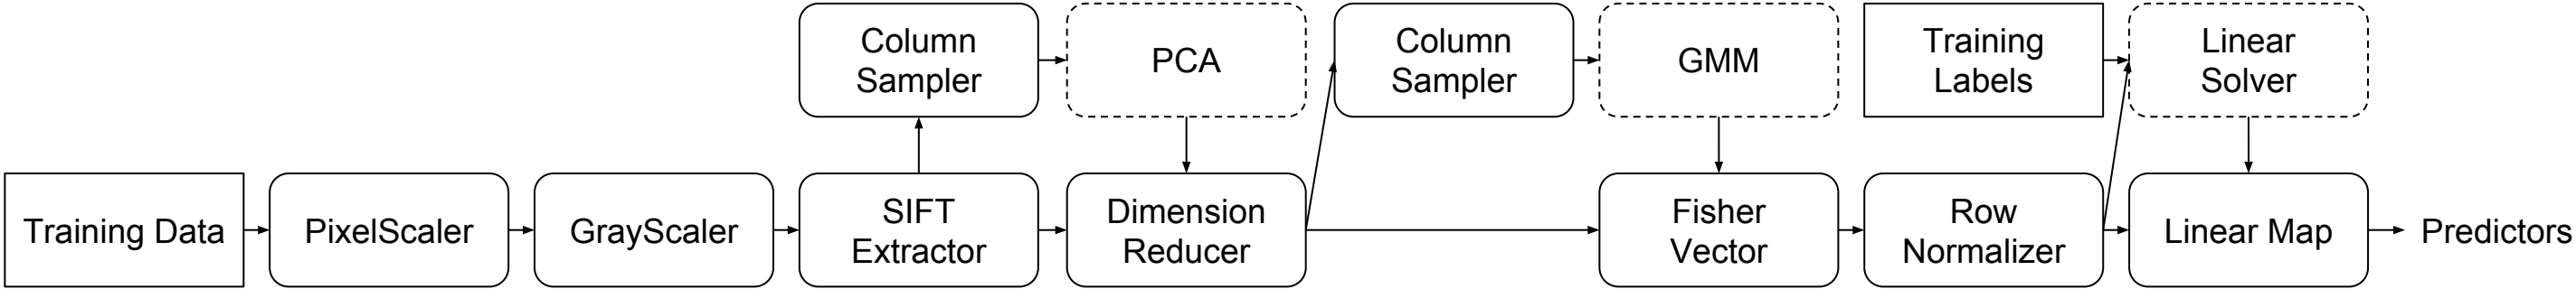 Column
Sampler
PCA
Column
Sampler
GMM
Training
Labels
Linear
Solver
Training Data
PixelScaler
GrayScaler
SIFT
Extractor
Dimension
Reducer
Fisher
Vector
Row
Normalizer
Linear Map
Predictors